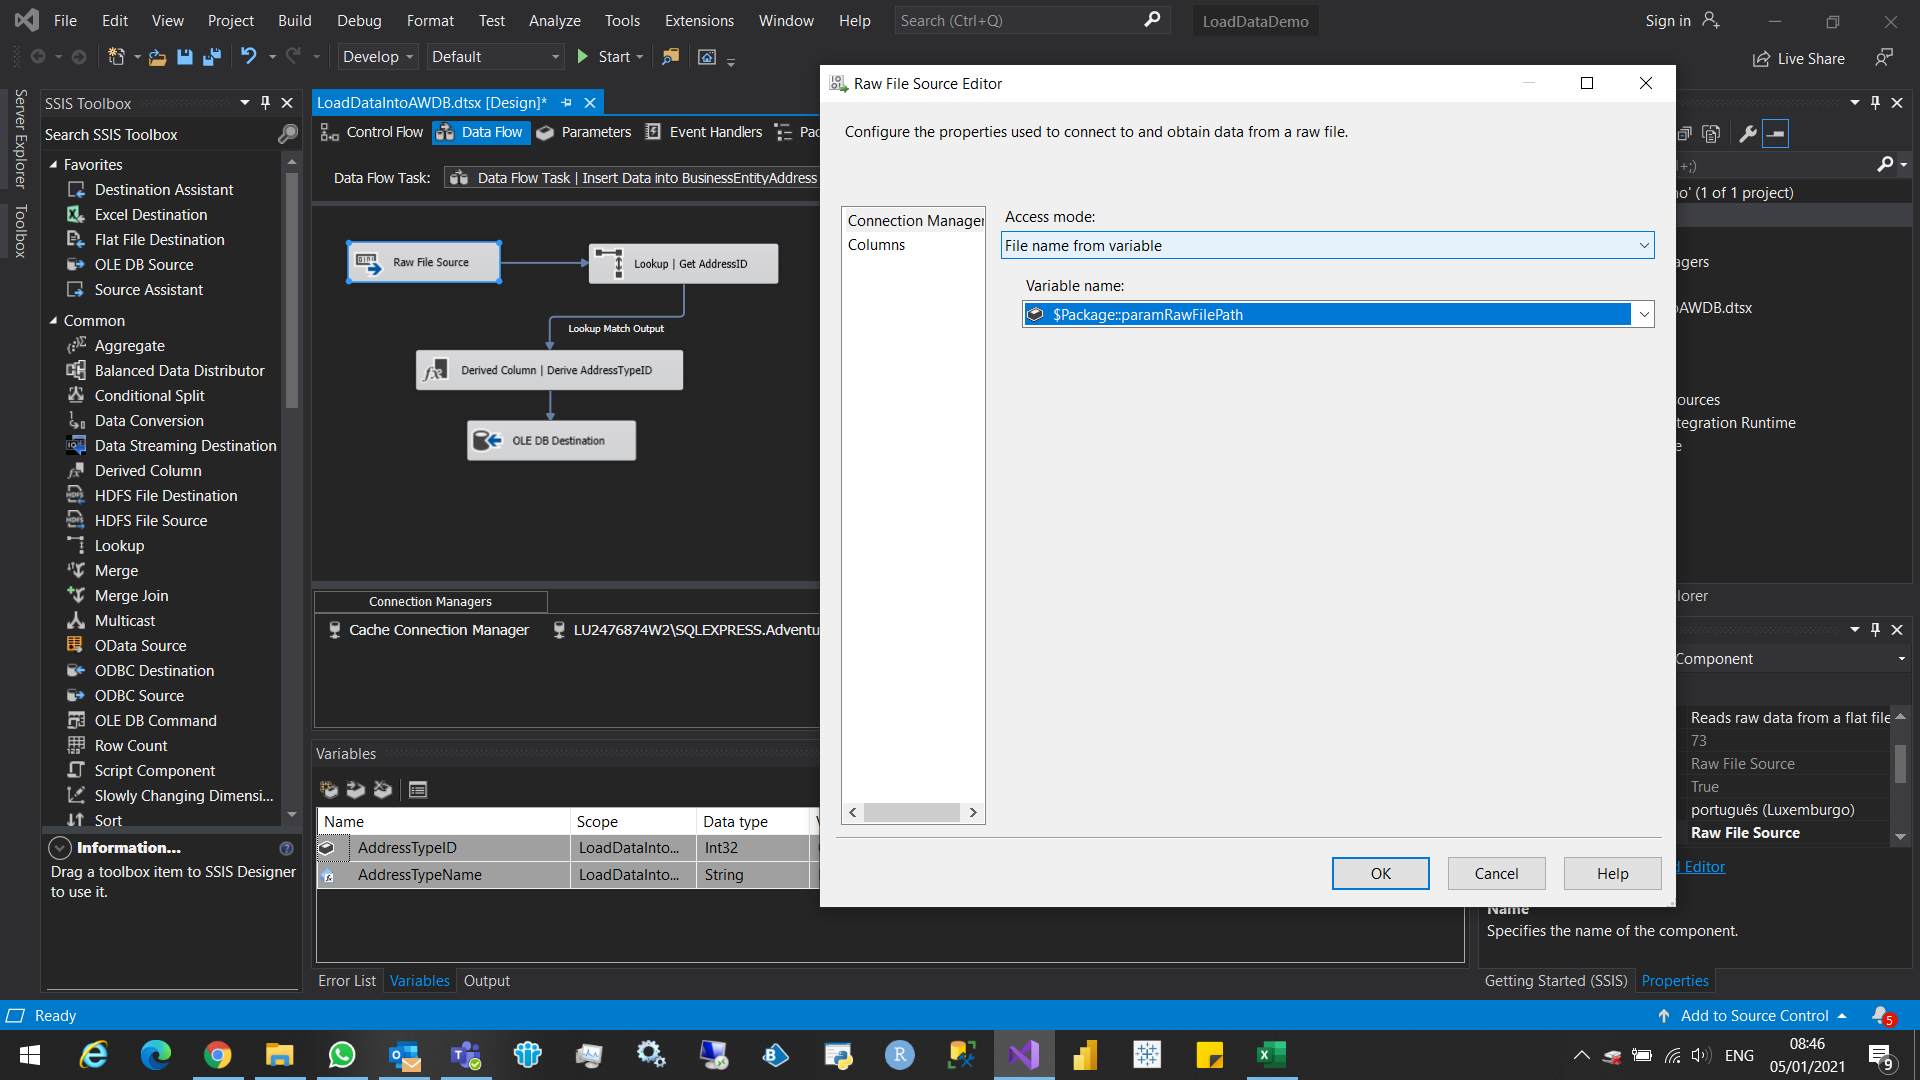 File Edit View Project Build Debug Format Test Analyze Tools Extensions Window Help Search (Ctrl+Q) LoadDataDemo Sign in
Develop Default Start Live Share
Server Explorer
Toolbox
SSIS Toolbox
Search SSIS Toolbox
Favorites
Destination Assistant
Excel Destination
Flat File Destination
OLE DB Source
Source Assistant
Common
Aggregate
Balanced Data Distributor
Conditional Split
Data Conversion
Data Streaming Destination
Derived Column
HDFS File Destination
HDFS File Source
Lookup
Merge
Merge Join
Multicast
OData Source
ODBC Destination
ODBC Source
OLE DB Command
Row Count
Script Component
Slowly Changing Dimensi...
Sort
Information...
Drag a toolbox item to SSIS Designer
to use it.
LoadDataIntoAWDB.dtsx [Design]*
Control Flow Data Flow Parameters Event Handlers Pac
Data Flow Task: Data Flow Task | Insert Data into BusinessEntityAddress
Raw File Source
Lookup | Get AddressID
Lookup Match Output
Derived Column | Derive AddressTypeID
OLE DB Destination
Connection Managers
Cache Connection Manager LU2476874W2\SQLEXPRESS.Adventu
Variables
Name Scope Data type
AddressTypeID LoadDataInto... Int32
AddressTypeName LoadDataInto... String
Error List Variables Output
Raw File Source Editor
Configure the properties used to connect to and obtain data from a raw file.
Connection Manager
Columns
Access mode:
File name from variable
Variable name:
$Package::paramRawFilePath
OK Cancel Help
+;)
o' (1 of 1 project)
agers
oAWDB.dtsx
ources
tegration Runtime
e
lorer
Component
Reads raw data from a flat file
73
Raw File Source
True
português (Luxemburgo)
Raw File Source
d Editor
Name
Specifies the name of the component.
Getting Started (SSIS) Properties
Ready Add to Source Control 5
ENG 08:46
05/01/2021 9